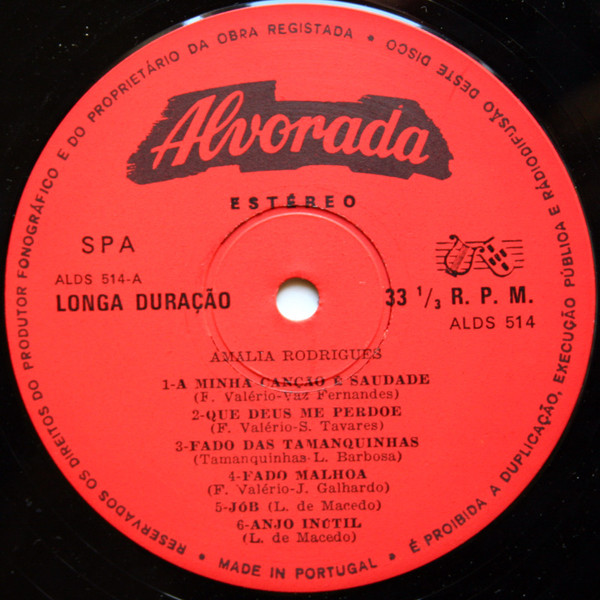 RESERVADOS OS DIREITOS DO PRODUTOR FONOGRÁFICO E DO PROPRIETÁRIO DA OBRA REGISTADA •
É PROIBIDA A DUPLICAÇÃO, EXECUÇÃO PÚBLICA E RÁDIODIFUSÃO DESTE DISCO
Alvorada
ESTÉREO
SPA
ALDS 514-A
LONGA DURAÇÃO
33 1/3 R. P. M.
ALDS 514
AMALIA RODRIGUES
1-A MINHA CANÇÃO É SAUDADE
(F. Valério-Vaz Fernandes)
2-QUE DEUS ME PERDOE
(F. Valério-S. Tavares)
3-FADO DAS TAMANQUINHAS
(Tamanquinhas-L. Barbosa)
4-FADO MALHOA
(F. Valério-J. Galhardo)
5-JÓB (L. de Macedo)
6-ANJO INÚTIL
(L. de Macedo)
• MADE IN PORTUGAL •